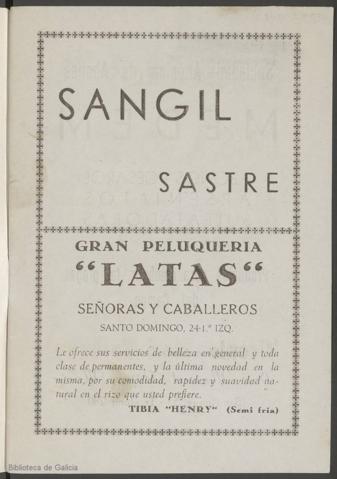 SANGIL
SASTRE
GRAN PELUQUERIA
"LATAS"
SEÑORAS Y CABALLEROS
SANTO DOMINGO, 24-1.º IZQ.
Le ofrece sus servicios de belleza en general y toda
clase de permanentes, y la última novedad en la
misma, por su comodidad, rapidez y suavidad na-
tural en el rizo que usted prefiere.
TIBIA "HENRY" (Semi fria)
Biblioteca de Galicia